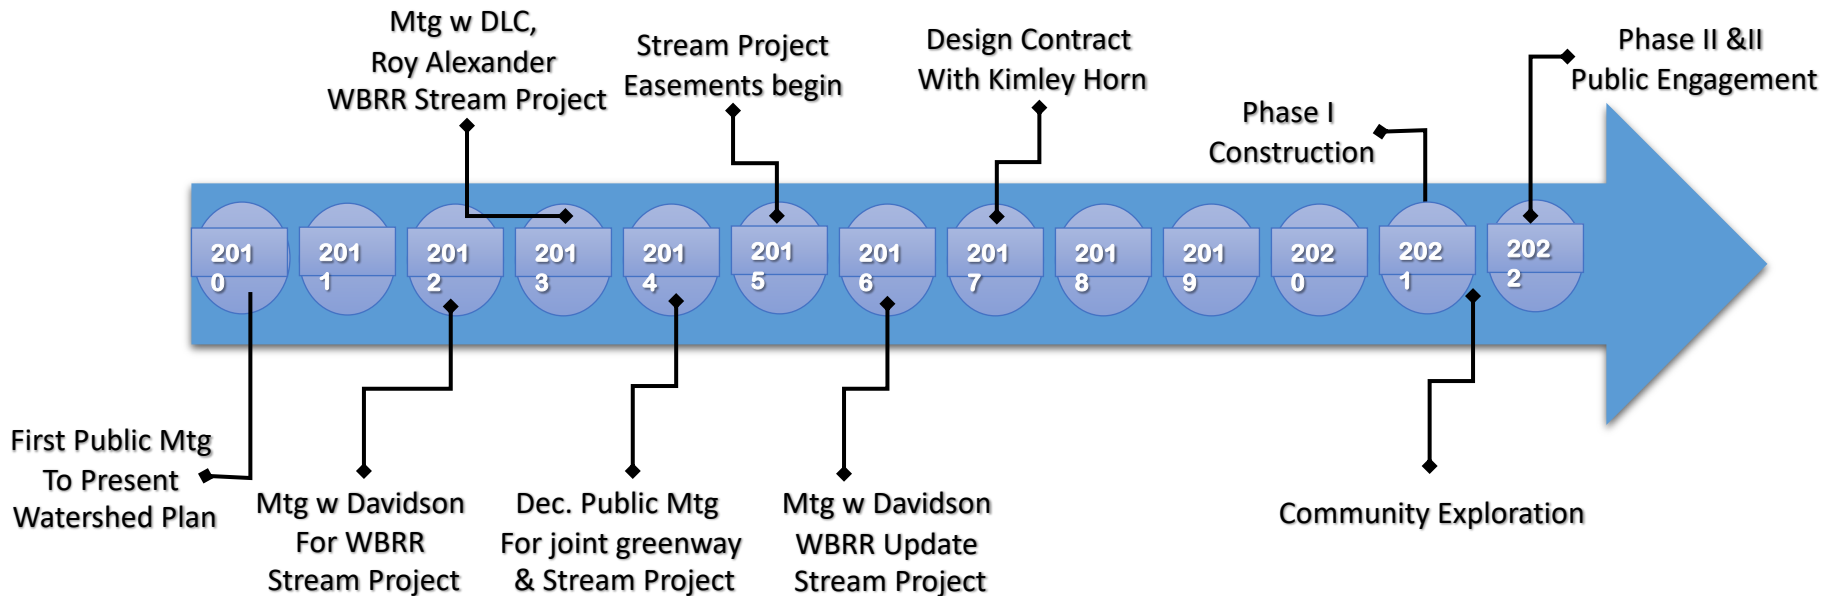 Mtg w DLC,
Roy Alexander
WBRR Stream Project
Stream Project
Easements begin
Design Contract
With Kimley Horn
Phase I
Construction
Phase II &II
Public Engagement
201
0
201
1
201
2
201
3
201
4
201
5
201
6
201
7
201
8
201
9
202
0
202
1
202
2
First Public Mtg
To Present
Watershed Plan
Mtg w Davidson
For WBRR
Stream Project
Dec. Public Mtg
For joint greenway
& Stream Project
Mtg w Davidson
WBRR Update
Stream Project
Community Exploration